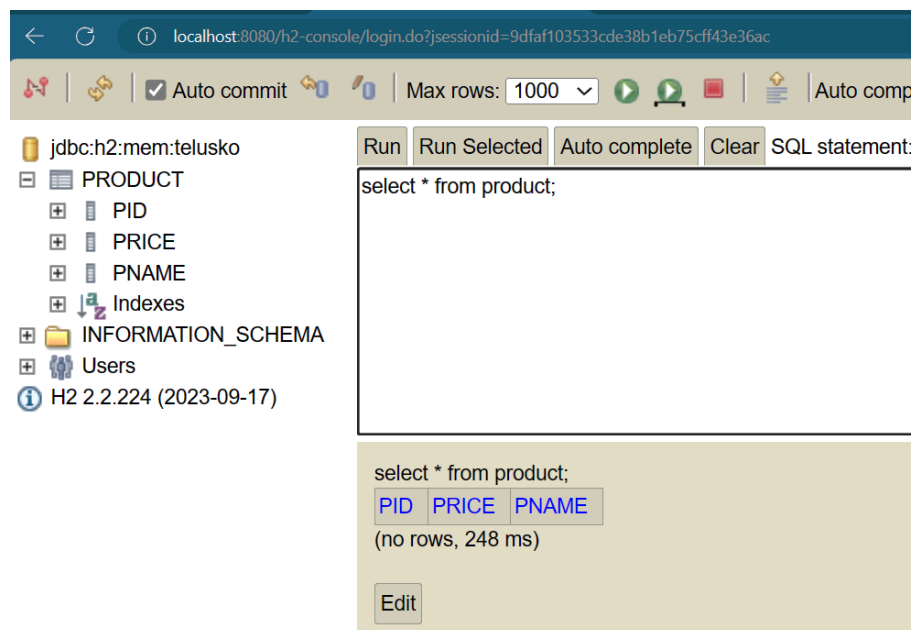 localhost:8080/h2-console/login.do?jsessionid=9dfaf103533cde38b1eb75cff43e36ac
Auto commit Max rows: 1000 Auto comp
jdbc:h2:mem:telusko
PRODUCT
PID
PRICE
PNAME
Indexes
INFORMATION_SCHEMA
Users
H2 2.2.224 (2023-09-17)
Run Run Selected Auto complete Clear SQL statement:
select * from product;
select * from product;
PID PRICE PNAME
(no rows, 248 ms)
Edit